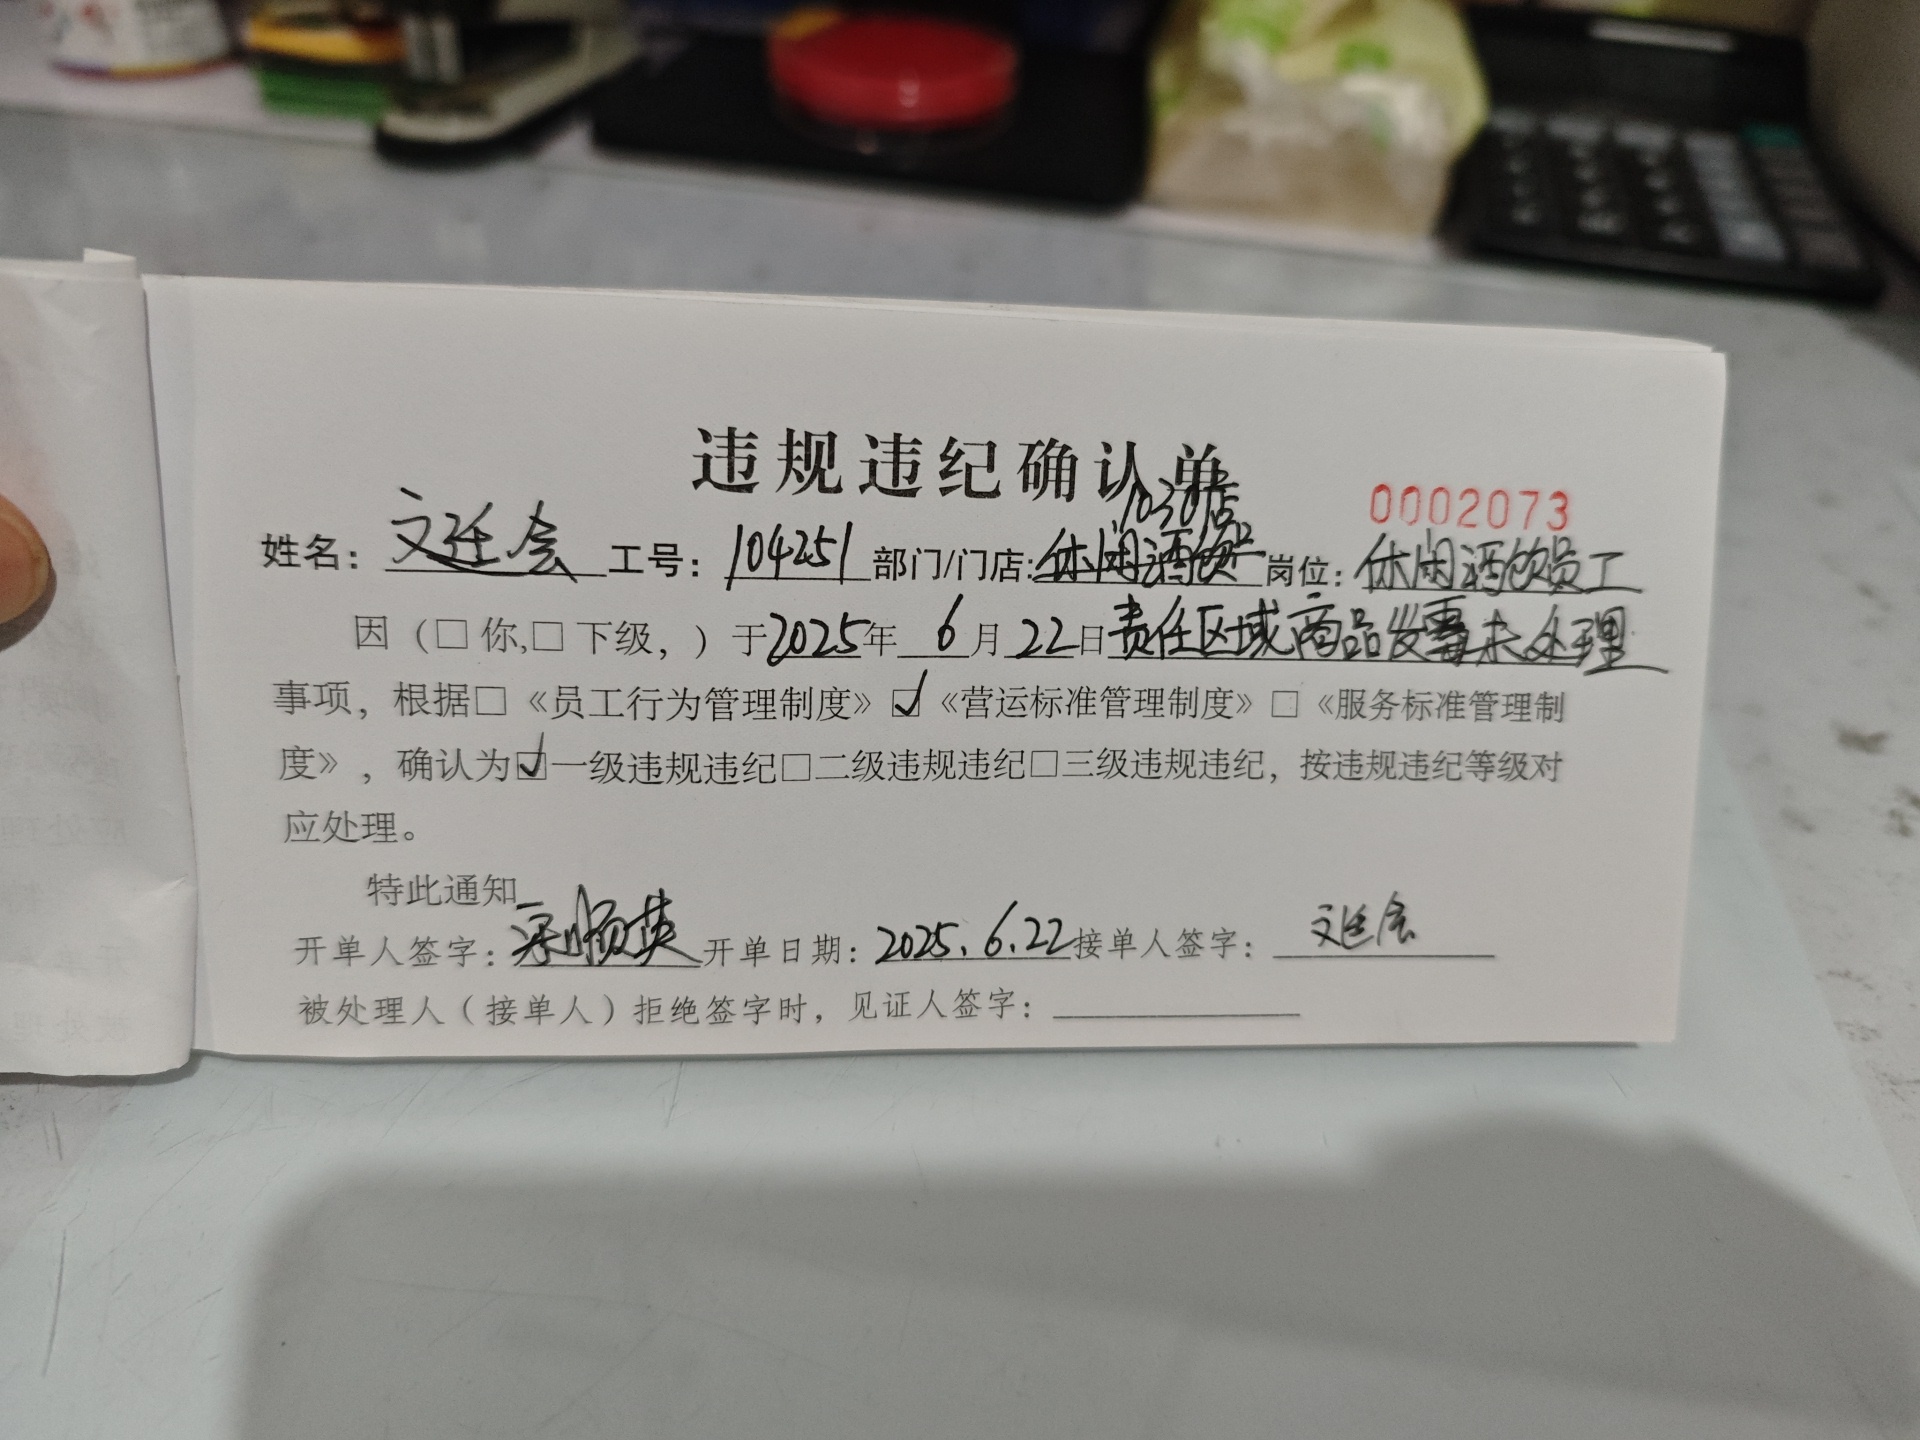 违规违纪确认单
1030店
0002073
姓名：文廷会 工号：104251 部门/门店：休闲酒饮 岗位：休闲酒饮员工
因（□你，□下级，）于2025年 6月22日责任区域商品发霉未处理
事项，根据□《员工行为管理制度》☑《营运标准管理制度》□《服务标准管理制
度》，确认为☑一级违规违纪□二级违规违纪□三级违规违纪，按违规违纪等级对
应处理。
特此通知
开单人签字： 开单日期：2025.6.22 接单人签字：文廷会
被处理人（接单人）拒绝签字时，见证人签字：